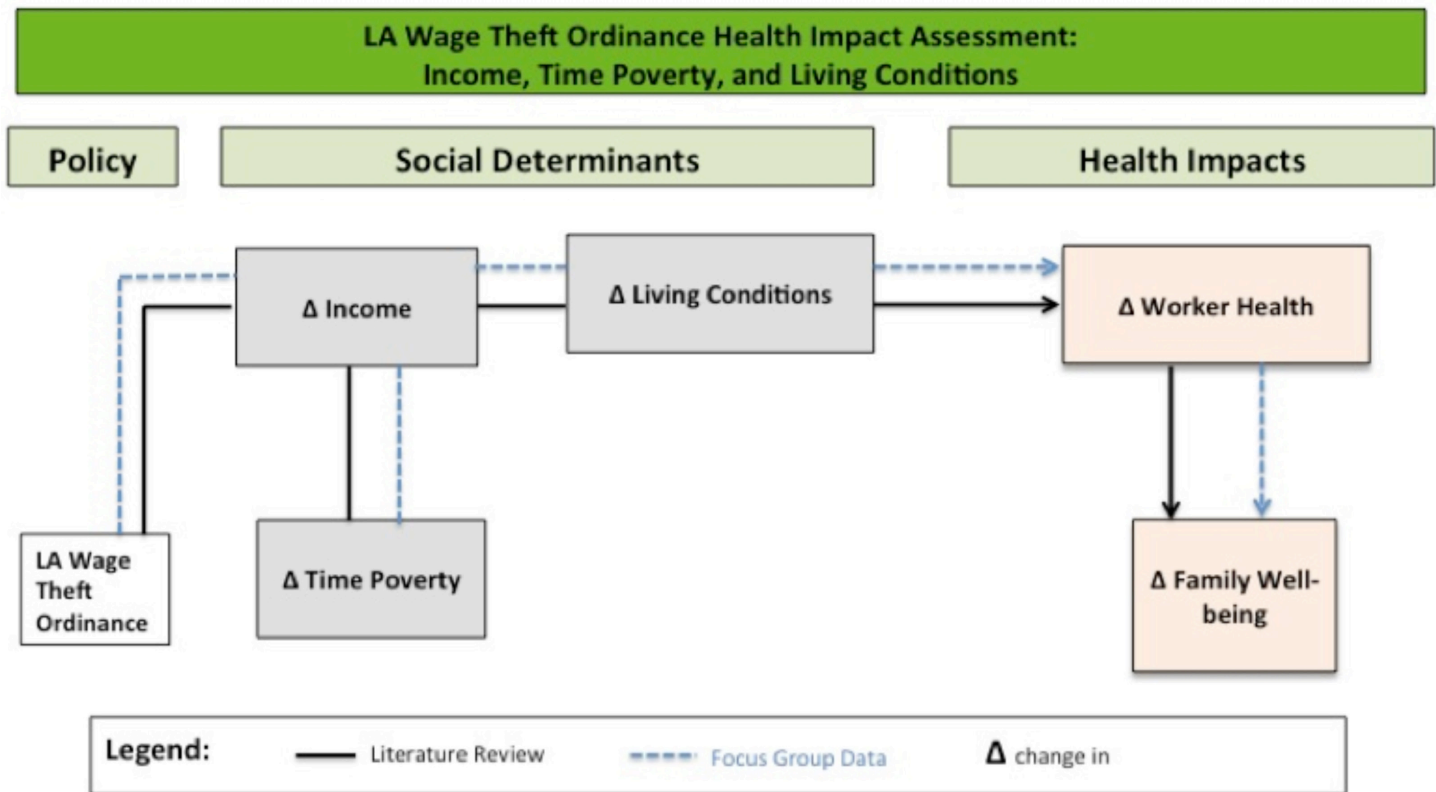 LA Wage Theft Ordinance Health Impact Assessment:
Income, Time Poverty, and Living Conditions
Policy
Social Determinants
Health Impacts
Δ Income
Δ Living Conditions
Δ Worker Health
LA Wage
Theft
Ordinance
Δ Time Poverty
Δ Family Well-
being
Legend:
Literature Review
Focus Group Data
Δ change in